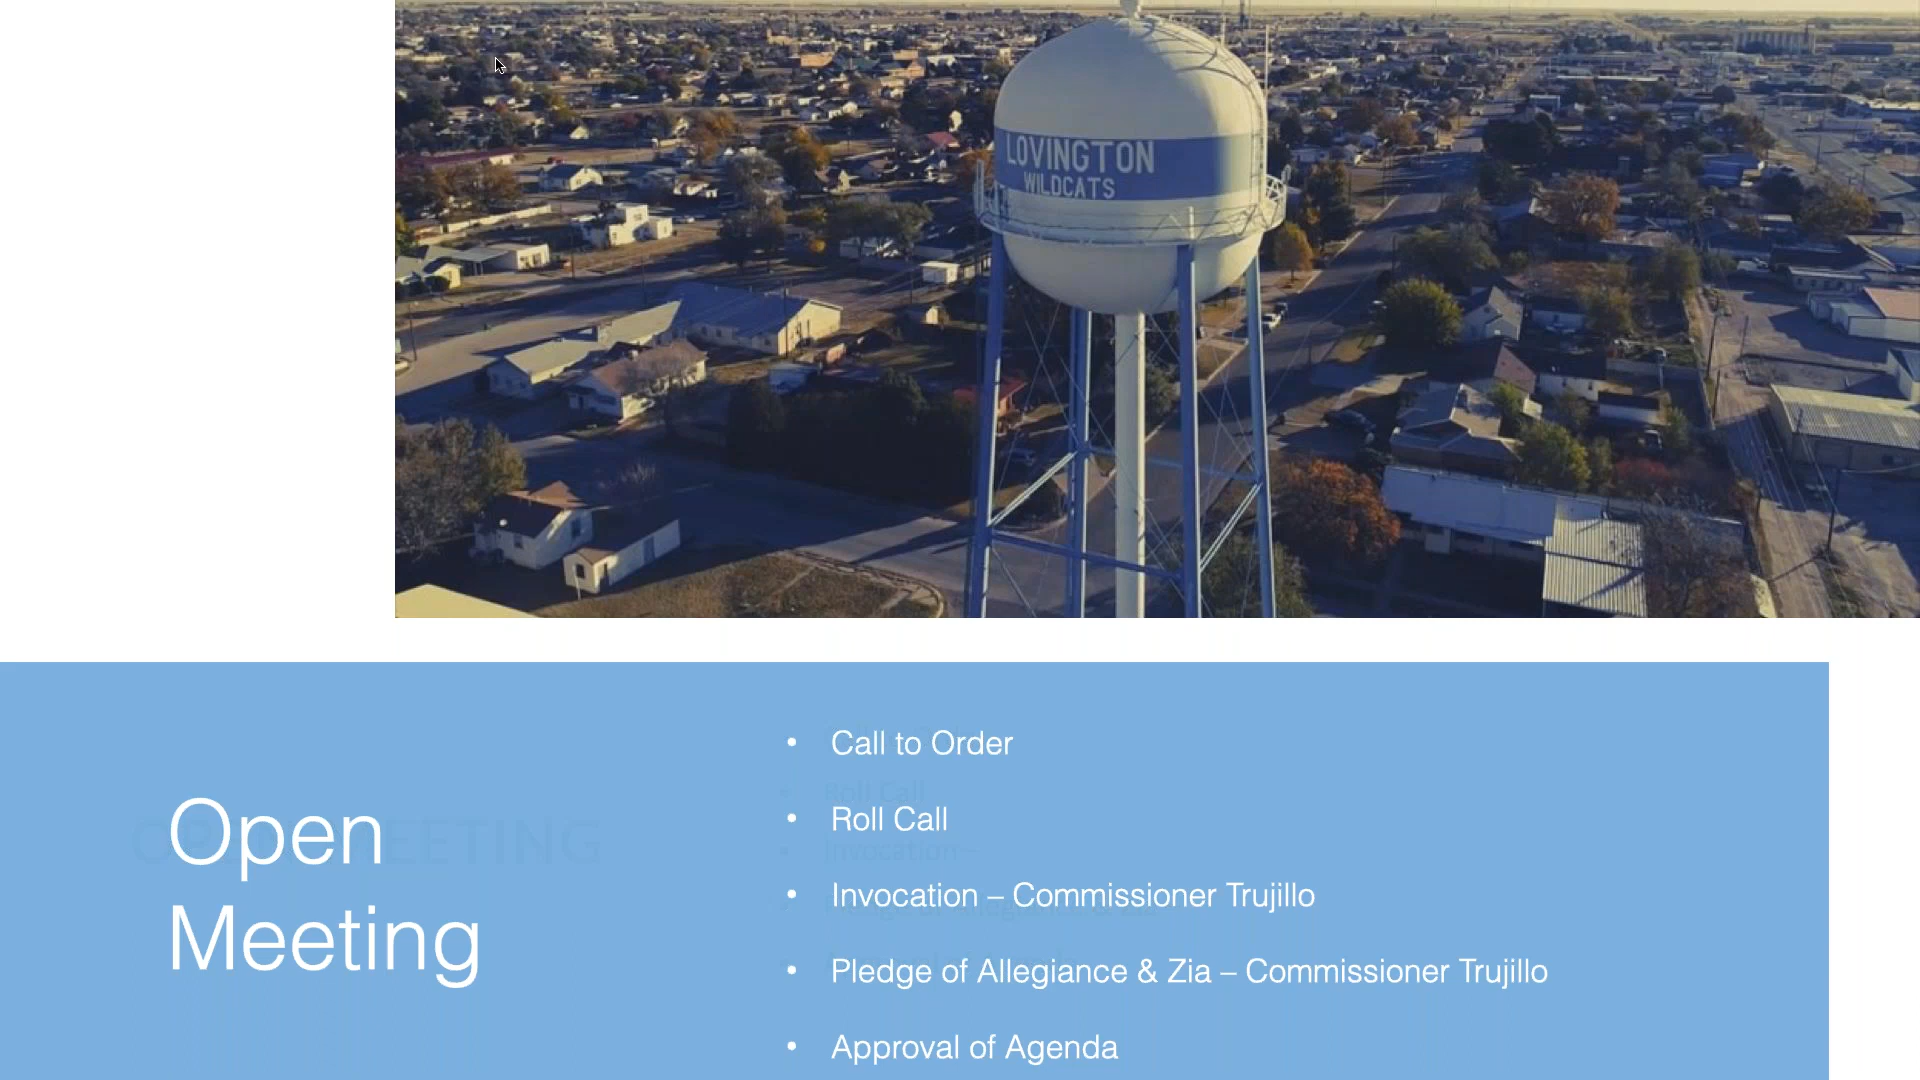 LOVINGTON
WILDCATS
Open
Meeting
• Call to Order
• Roll Call
• Invocation – Commissioner Trujillo
• Pledge of Allegiance & Zia – Commissioner Trujillo
• Approval of Agenda